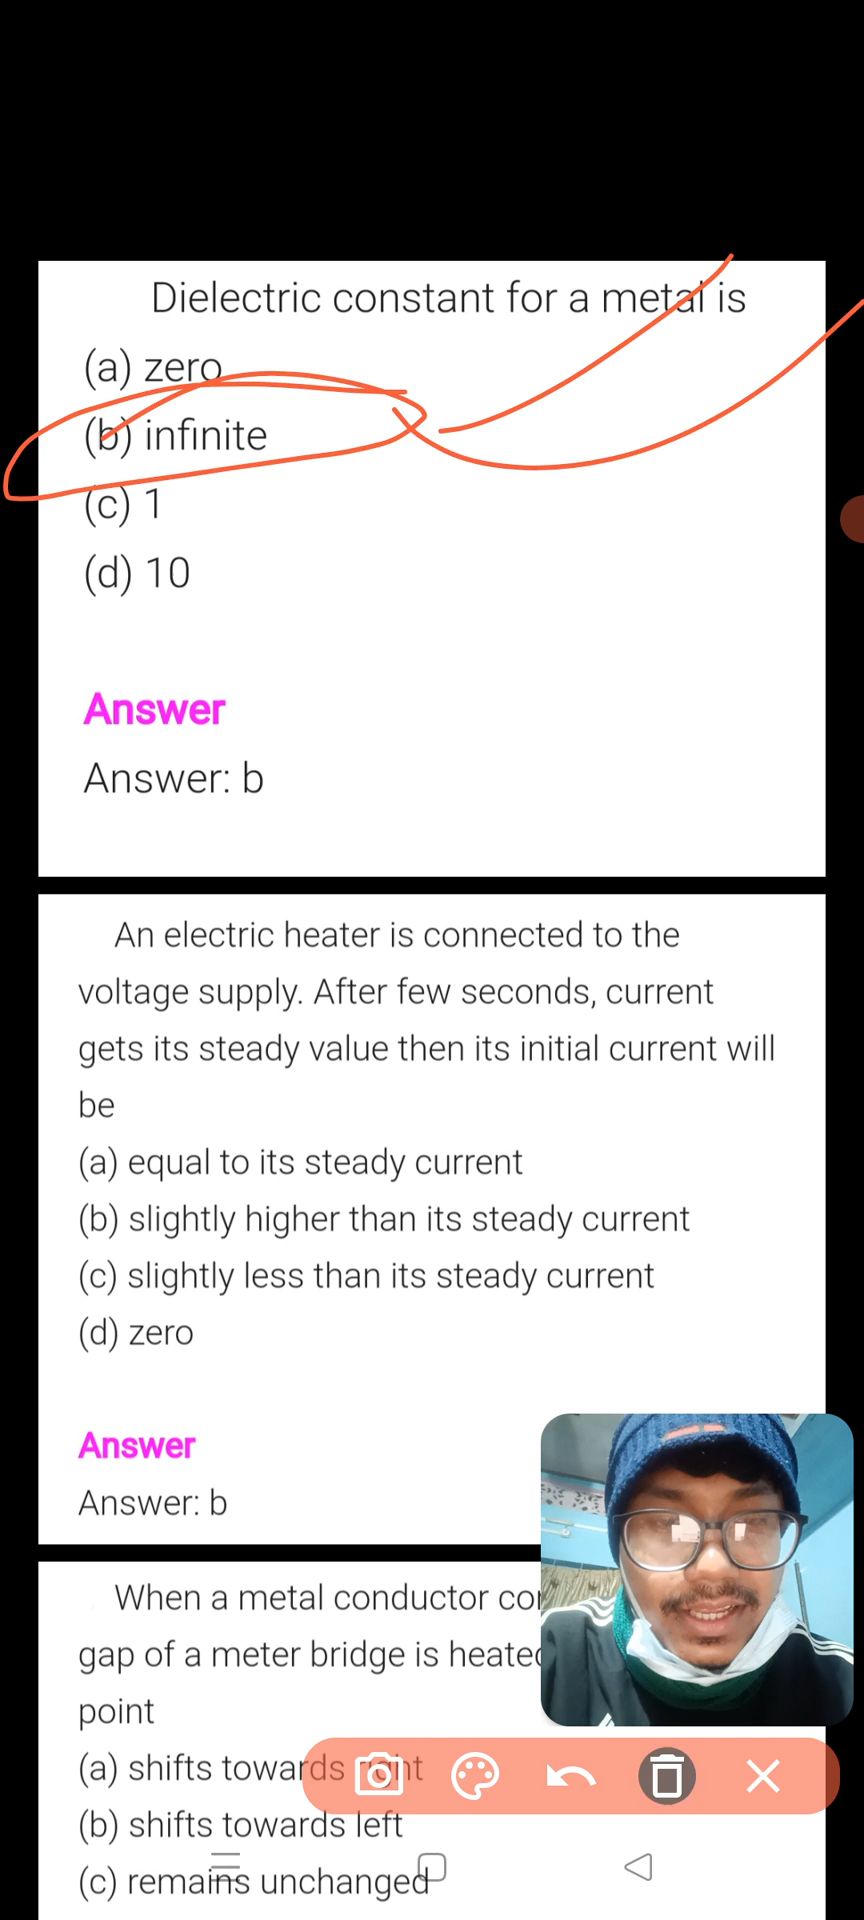 Dielectric constant for a metal is
(a) zero
(b) infinite
(c) 1
(d) 10
Answer
Answer: b
An electric heater is connected to the
voltage supply. After few seconds, current
gets its steady value then its initial current will
be
(a) equal to its steady current
(b) slightly higher than its steady current
(c) slightly less than its steady current
(d) zero
Answer
Answer: b
When a metal conductor
gap of a meter bridge is
point
(a) shifts towards right
(b) shifts towards left
(c) remains unchanged